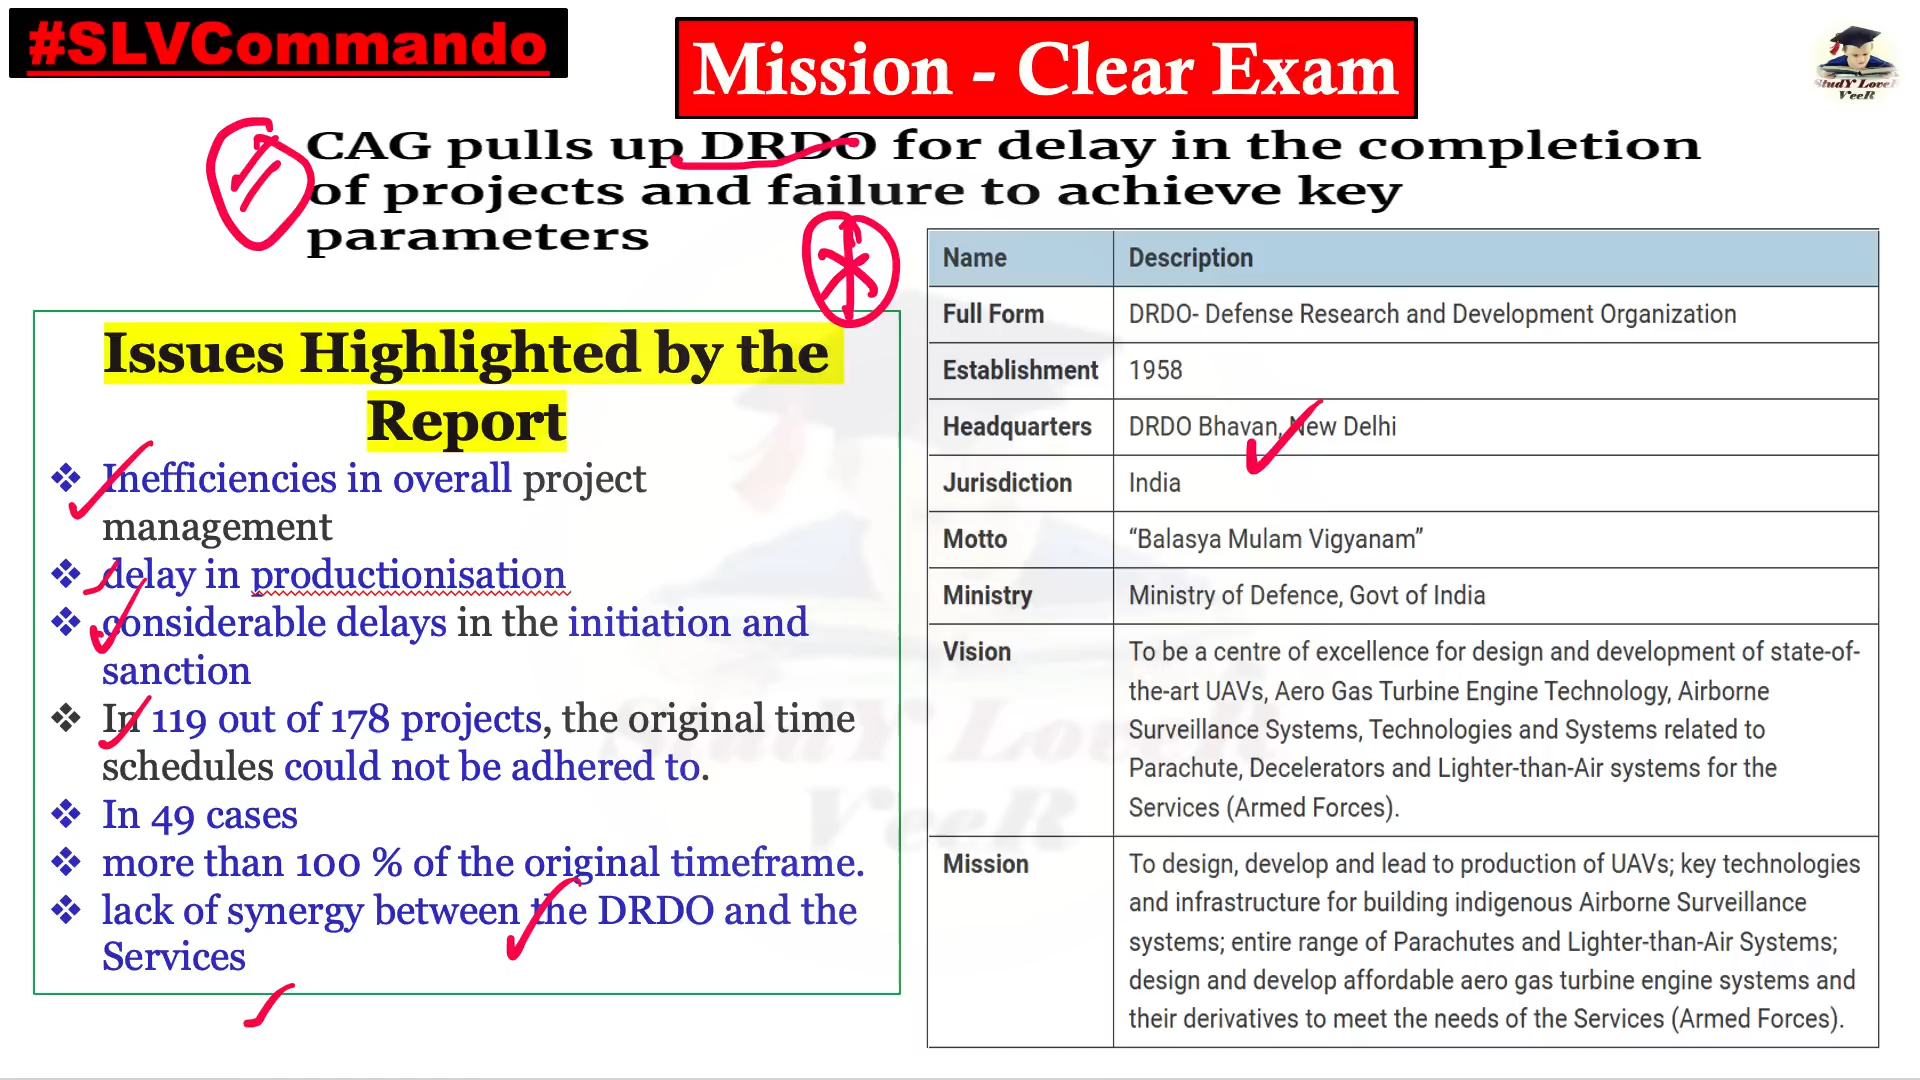 #SLVCommando
Mission - Clear Exam
StudY LoveR
VeeR
CAG pulls up DRDO for delay in the completion
of projects and failure to achieve key
parameters
Issues Highlighted by the
Report
❖ Inefficiencies in overall project
management
❖ delay in productionisation
❖ considerable delays in the initiation and
sanction
❖ In 119 out of 178 projects, the original time
schedules could not be adhered to.
❖ In 49 cases
❖ more than 100 % of the original timeframe.
❖ lack of synergy between the DRDO and the
Services
Name Description
Full Form DRDO- Defense Research and Development Organization
Establishment 1958
Headquarters DRDO Bhavan, New Delhi
Jurisdiction India
Motto “Balasya Mulam Vigyanam”
Ministry Ministry of Defence, Govt of India
Vision To be a centre of excellence for design and development of state-of-
the-art UAVs, Aero Gas Turbine Engine Technology, Airborne
Surveillance Systems, Technologies and Systems related to
Parachute, Decelerators and Lighter-than-Air systems for the
Services (Armed Forces).
Mission To design, develop and lead to production of UAVs; key technologies
and infrastructure for building indigenous Airborne Surveillance
systems; entire range of Parachutes and Lighter-than-Air Systems;
design and develop affordable aero gas turbine engine systems and
their derivatives to meet the needs of the Services (Armed Forces).
StudY LoveR
VeeR